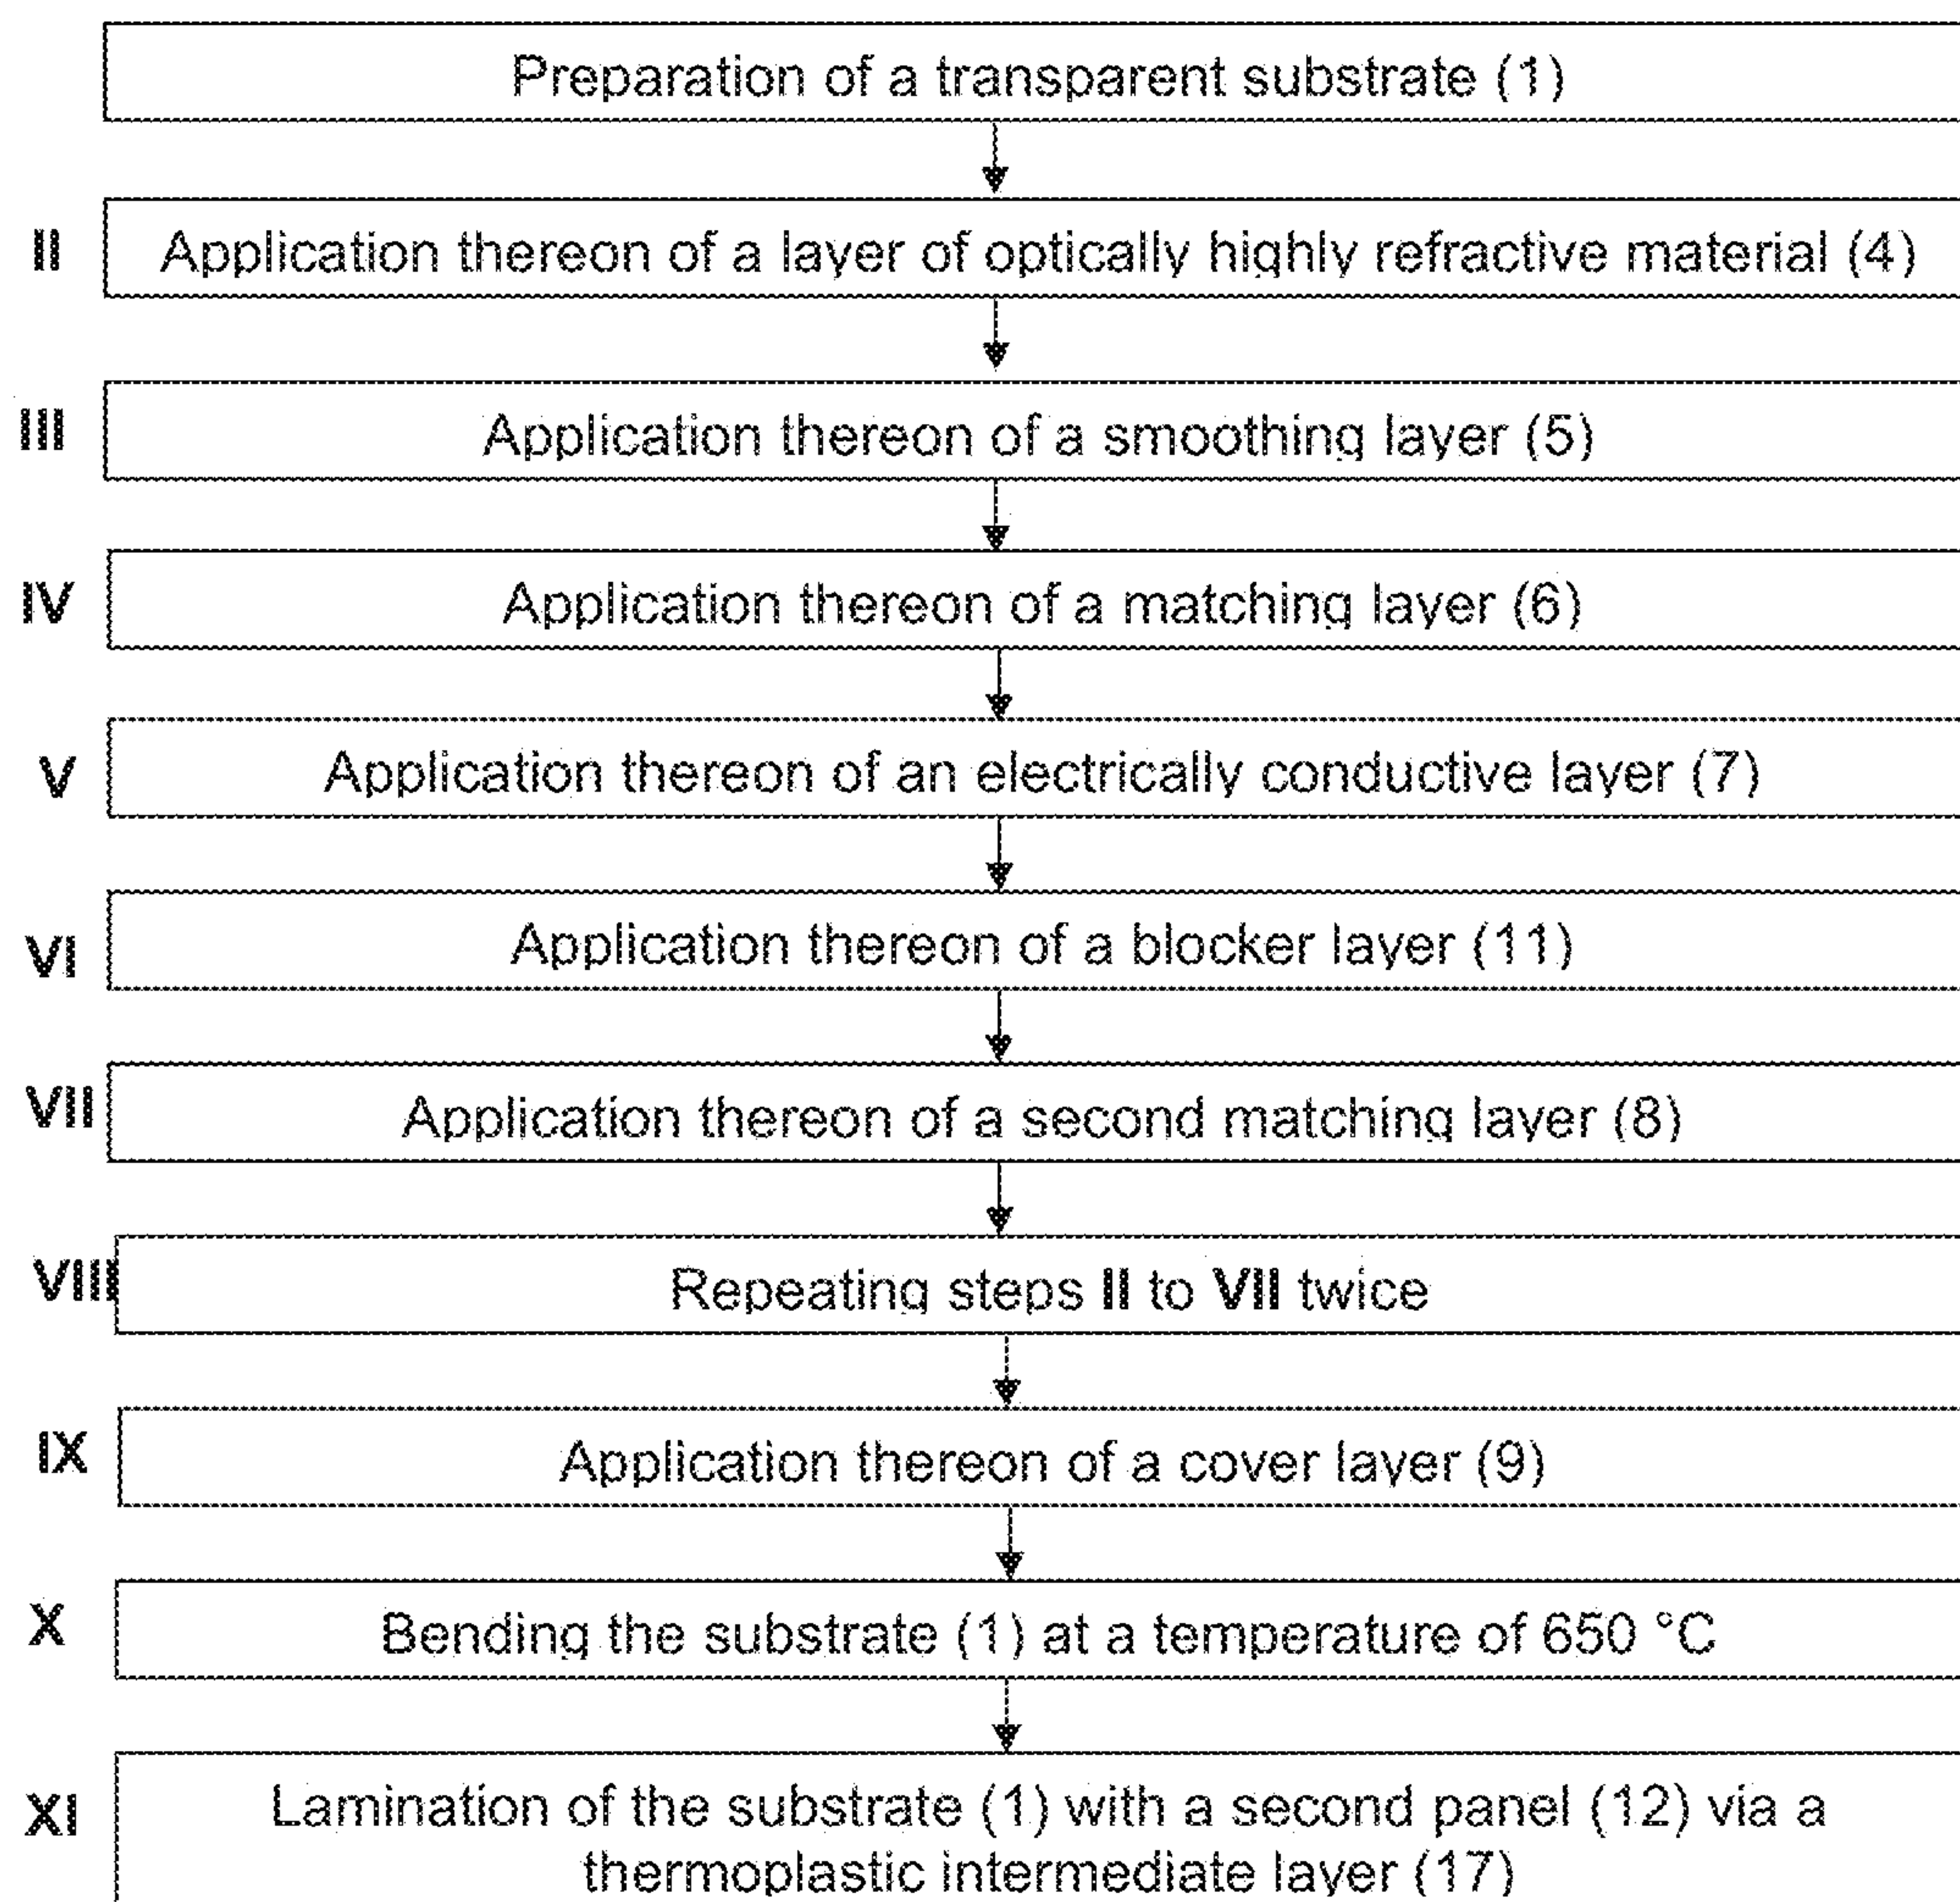 Preparation of a transparent substrate (1)
II Application thereon of a layer of optically highly refractive material (4)
III Application thereon of a smoothing layer (5)
IV Application thereon of a matching layer (6)
V Application thereon of an electrically conductive layer (7)
VI Application thereon of a blocker layer (11)
VII Application thereon of a second matching layer (8)
VIII Repeating steps II to VII twice
IX Application thereon of a cover layer (9)
X Bending the substrate (1) at a temperature of 650 °C
XI Lamination of the substrate (1) with a second panel (12) via a
thermoplastic intermediate layer (17)